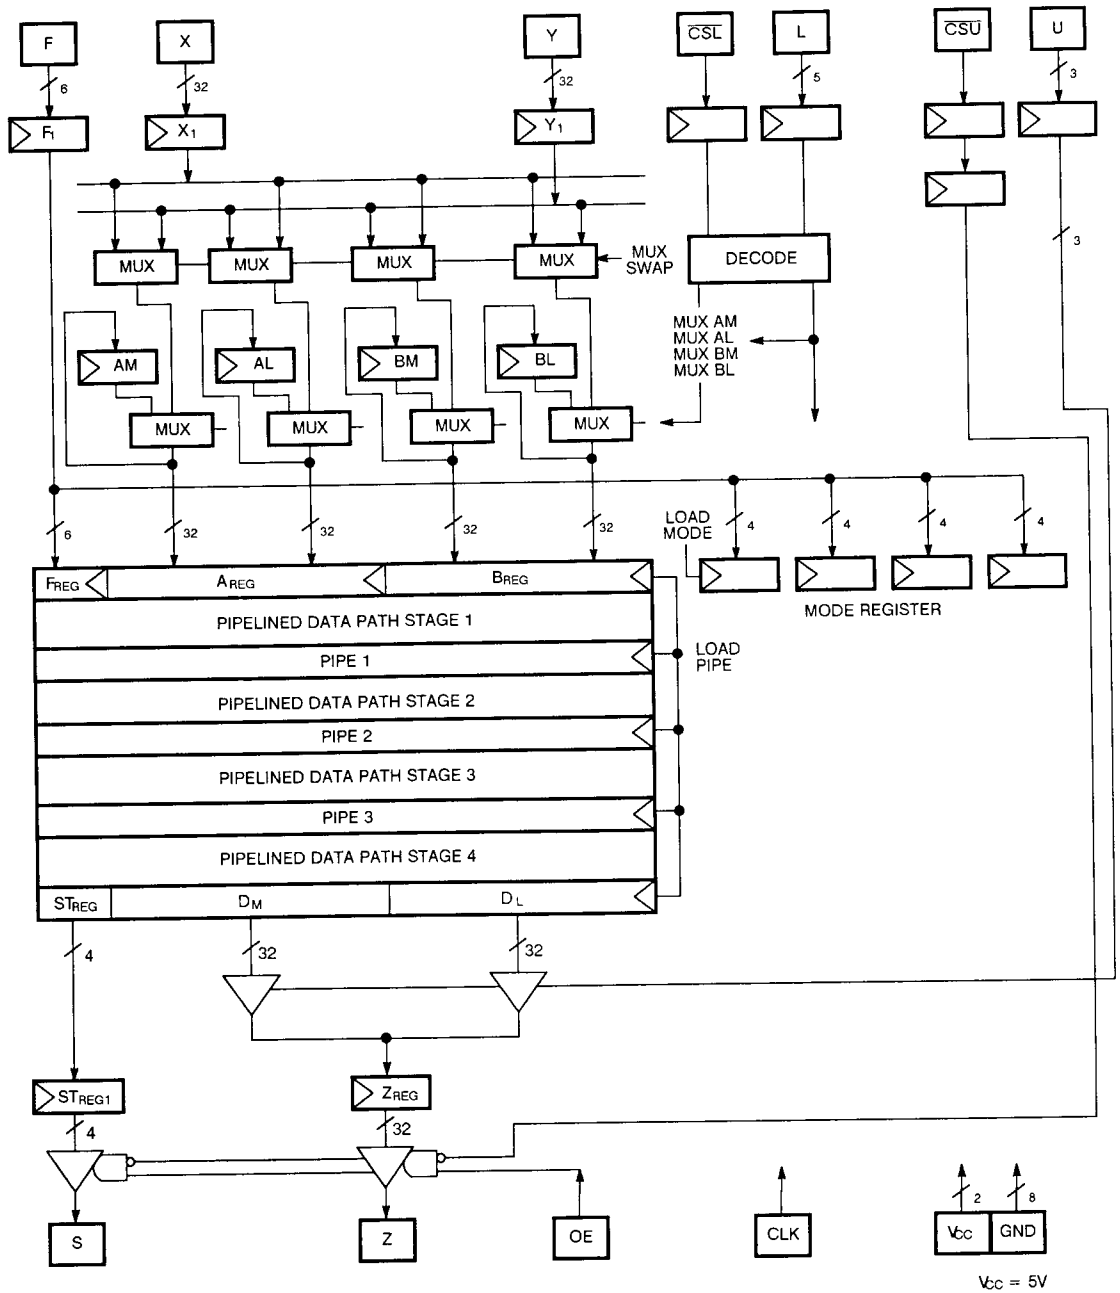 F
X
Y
CSL
L
CSU
U
6
32
32
5
3
F1
X1
Y1
3
MUX
MUX
MUX
MUX
MUX
SWAP
DECODE
MUX AM
MUX AL
MUX BM
MUX BL
AM
AL
BM
BL
MUX
MUX
MUX
MUX
6
32
32
32
32
LOAD
MODE
4
4
4
4
FREG
AREG
BREG
MODE REGISTER
PIPELINED DATA PATH STAGE 1
PIPE 1
LOAD
PIPE
PIPELINED DATA PATH STAGE 2
PIPE 2
PIPELINED DATA PATH STAGE 3
PIPE 3
PIPELINED DATA PATH STAGE 4
STREG
DM
DL
4
32
32
STREG1
ZREG
4
32
S
Z
OE
CLK
2
8
VCC
GND
VCC = 5V